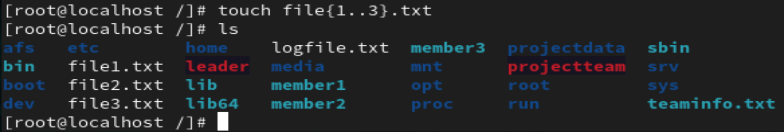 [root@localhost /]# touch file{1..3}.txt
[root@localhost /]# ls
afs   etc        home    logfile.txt  member3  projectdata  sbin
bin   file1.txt  leader  media        member1  mnt          projectteam  srv
boot  file2.txt  lib     member1      opt      root         sys
dev   file3.txt  lib64   member2      proc     run          teaminfo.txt
[root@localhost /]#